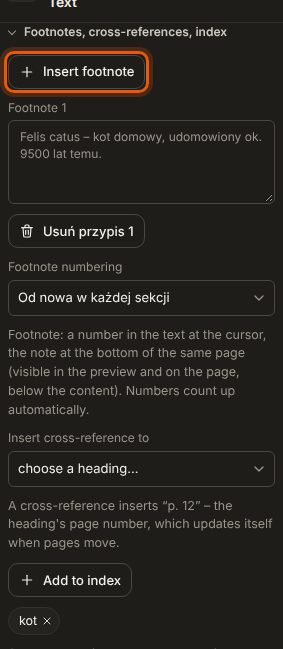 Text
Footnotes, cross-references, index
Insert footnote
Footnote 1
Felis catus – kot domowy, udomowiony ok.
9500 lat temu.
Usuń przypis 1
Footnote numbering
Od nowa w każdej sekcji
Footnote: a number in the text at the cursor,
the note at the bottom of the same page
(visible in the preview and on the page,
below the content). Numbers count up
automatically.
Insert cross-reference to
choose a heading...
A cross-reference inserts “p. 12” – the
heading's page number, which updates itself
when pages move.
Add to index
kot ×